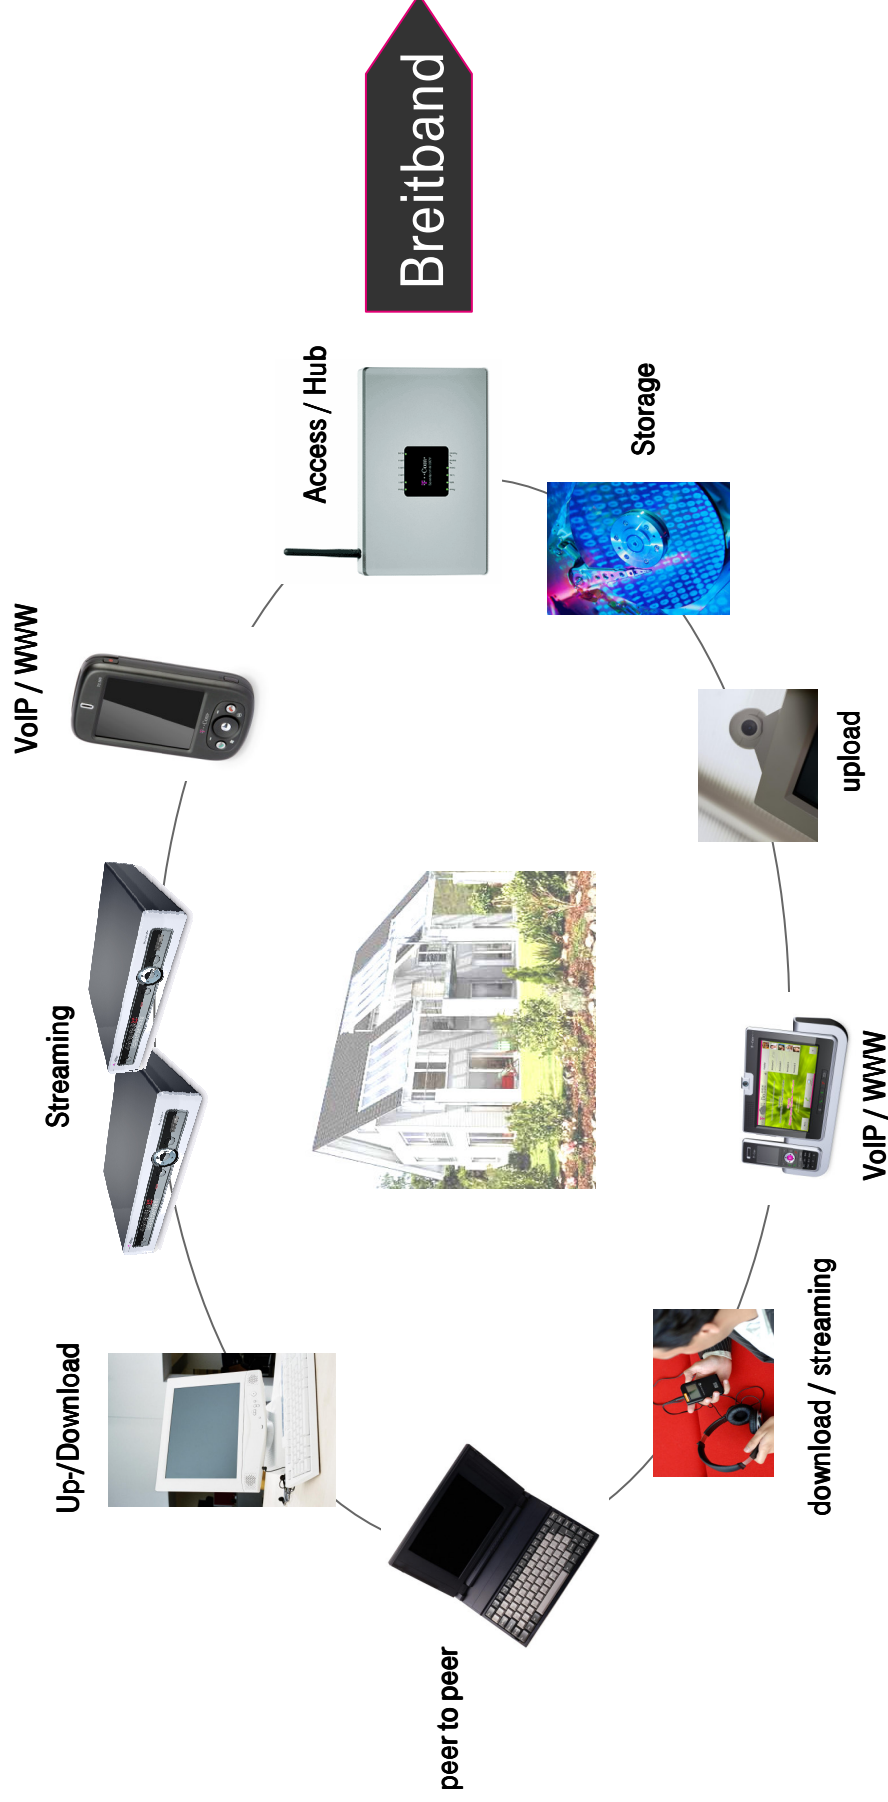 Breitband
Access / Hub
Storage
VoIP / WWW
upload
Streaming
VoIP / WWW
Up-/Download
download / streaming
peer to peer